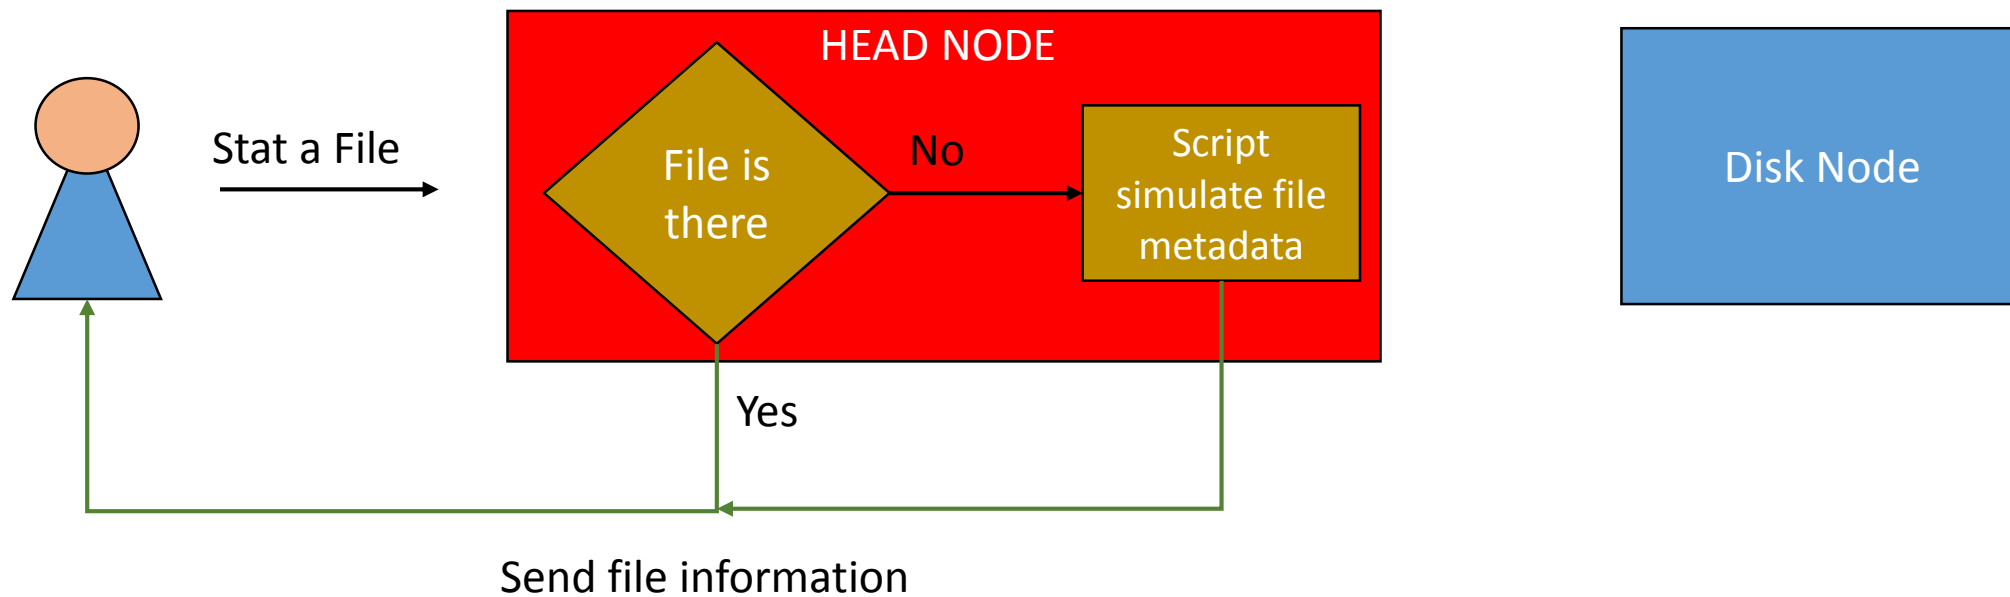 HEAD NODE
Stat a File
File is
there
No
Script
simulate file
metadata
Disk Node
Yes
Send file information